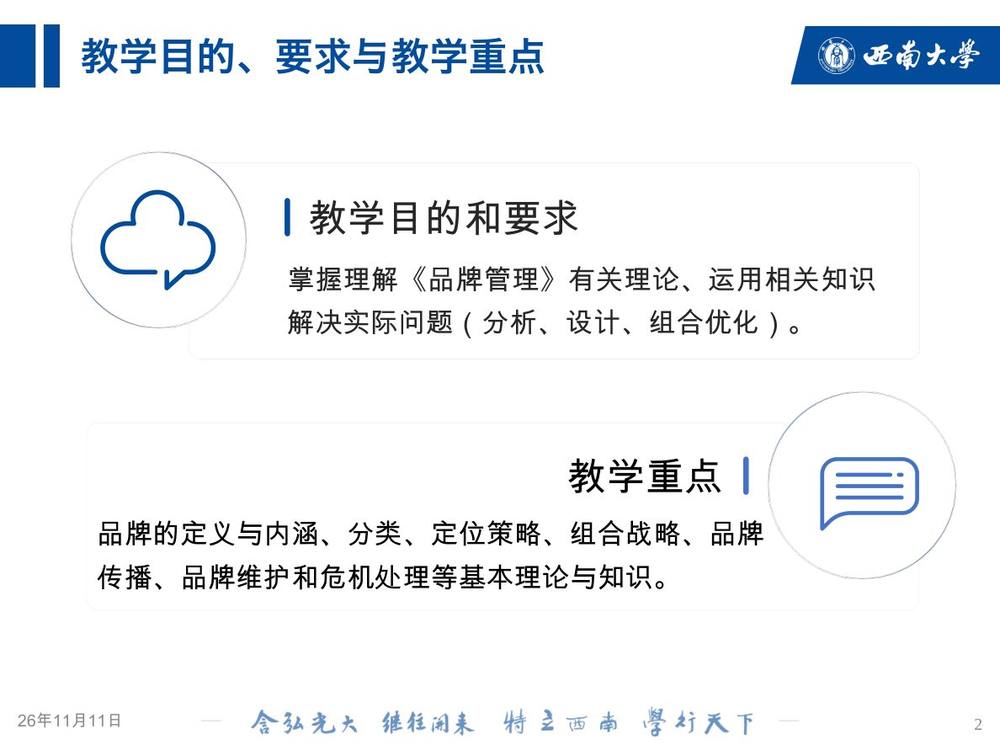 教学目的、要求与教学重点
西南大学
教学目的和要求
掌握理解《品牌管理》有关理论、运用相关知识
解决实际问题（分析、设计、组合优化）。
教学重点
品牌的定义与内涵、分类、定位策略、组合战略、品牌
传播、品牌维护和危机处理等基本理论与知识。
26年11月11日
含弘光大 继往开来 特立西南 學行天下
2